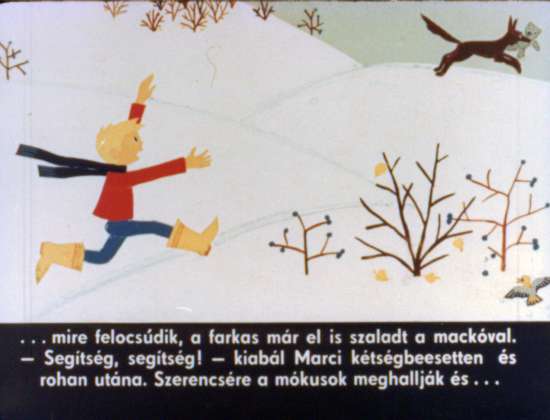 ... mire felocsúdik, a farkas már el is szaladt a mackóval.
— Segítség, segítség! — kiabál Marci kétségbeesetten és
rohan utána. Szerencsére a mókusok meghallják és ...